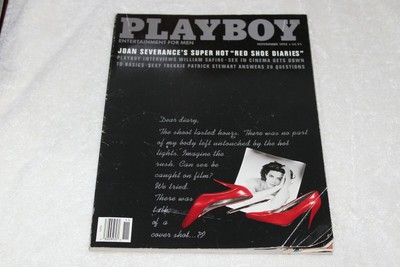 PLAYBOY
ENTERTAINMENT FOR MEN
NOVEMBER 1992 •
JOAN SEVERANCE'S SUPER HOT "RED SHOE DIARIES"
PLAYBOY INTERVIEWS WILLIAM SAFIRE • SEX IN CINEMA GETS DOWN
TO BASICS • SEXY TREKKIE PATRICK STEWART ANSWERS 20 QUESTIONS
Dear diary,
The shoot lasted hours. There was no part
of my body left untouched by the hot
lights. Imagine the
rush. Can sex be
caught on film?
We tried.
There was
talk of a
cover shot...